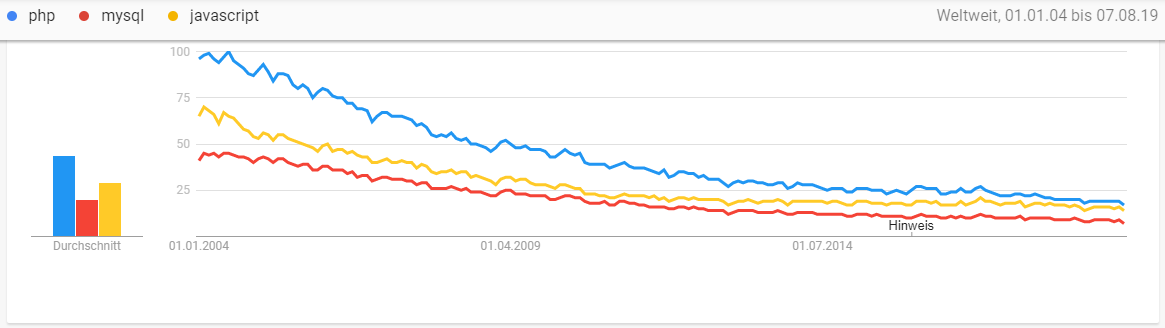 php mysql javascript Weltweit, 01.01.04 bis 07.08.19
100
75
50
25
Hinweis
Durchschnitt 01.01.2004 01.04.2009 01.07.2014